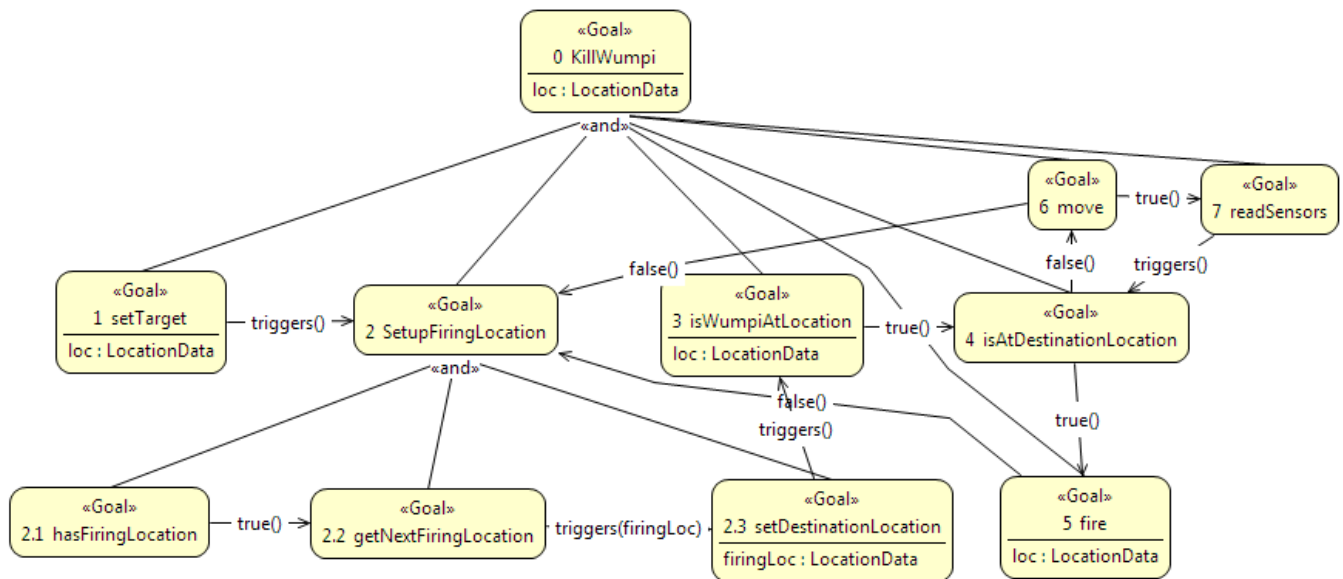 «Goal»
0 KillWumpi
loc : LocationData
«and»
«Goal»
6 move
true()
«Goal»
7 readSensors
false()
false()
triggers()
«Goal»
1 setTarget
loc : LocationData
triggers()
«Goal»
2 SetupFiringLocation
«and»
«Goal»
3 isWumpiAtLocation
loc : LocationData
true()
«Goal»
4 isAtDestinationLocation
false()
triggers()
true()
«Goal»
2.1 hasFiringLocation
true()
«Goal»
2.2 getNextFiringLocation
triggers(firingLoc)
«Goal»
2.3 setDestinationLocation
firingLoc : LocationData
«Goal»
5 fire
loc : LocationData